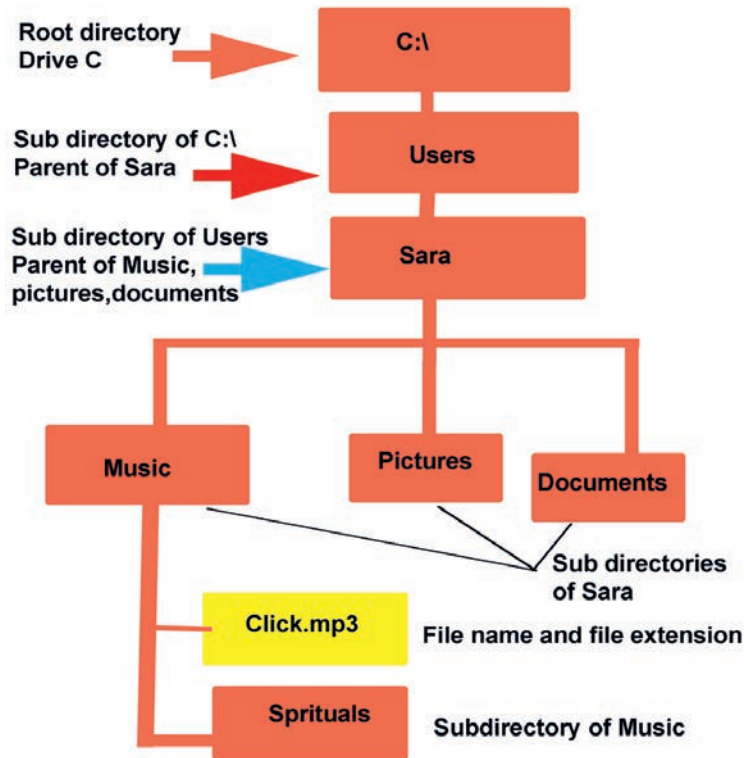 Root directory
Drive C
C:\
Sub directory of C:\
Parent of Sara
Users
Sub directory of Users
Parent of Music,
pictures,documents
Sara
Music
Pictures
Documents
Sub directories
of Sara
Click.mp3
File name and file extension
Sprituals
Subdirectory of Music